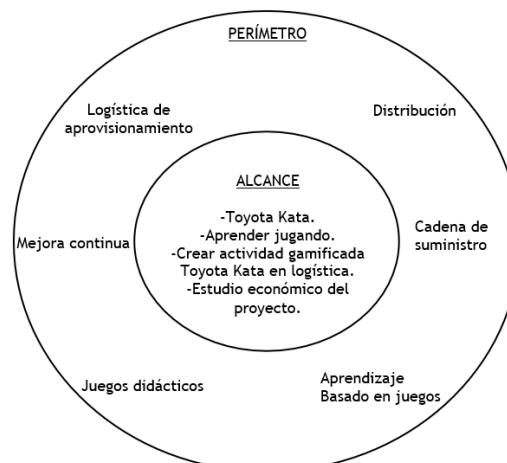 PERÍMETRO
Logística de
aprovisionamiento
Distribución
ALCANCE
-Toyota Kata.
-Aprender jugando.
-Crear actividad gamificada
Toyota Kata en logística.
-Estudio económico del
proyecto.
Mejora continua
Cadena de
suministro
Juegos didácticos
Aprendizaje
Basado en juegos